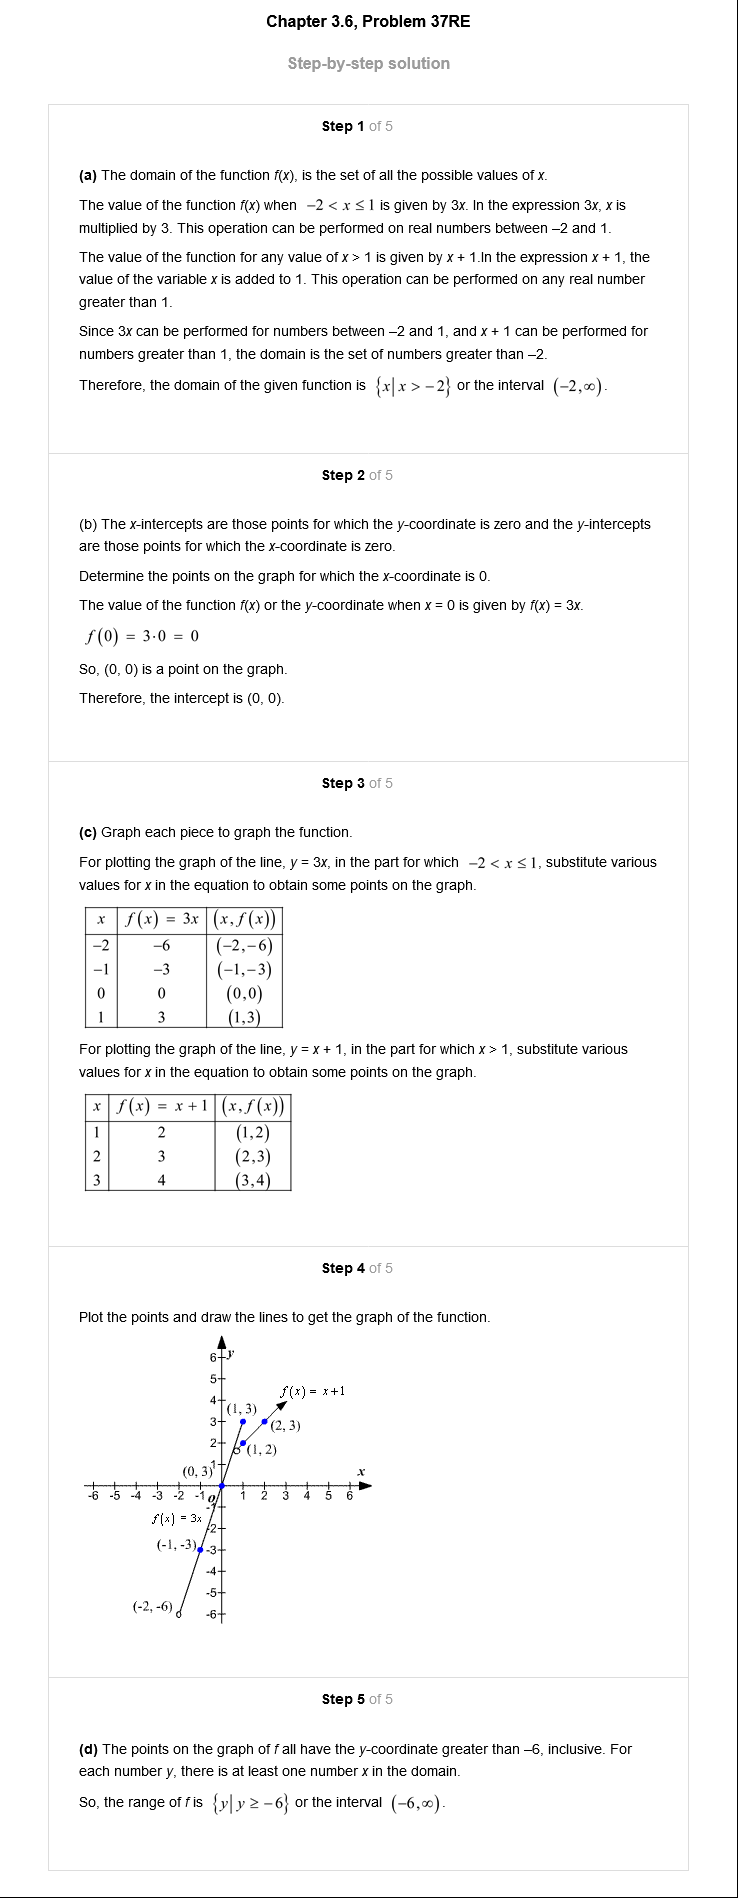 Chapter 3.6, Problem 37RE
Step-by-step solution
Step 1 of 5
(a) The domain of the function f(x), is the set of all the possible values of x.
The value of the function f(x) when −2 < x ≤ 1 is given by 3x. In the expression 3x, x is
multiplied by 3. This operation can be performed on real numbers between –2 and 1.
The value of the function for any value of x > 1 is given by x + 1.In the expression x + 1, the
value of the variable x is added to 1. This operation can be performed on any real number
greater than 1.
Since 3x can be performed for numbers between –2 and 1, and x + 1 can be performed for
numbers greater than 1, the domain is the set of numbers greater than –2.
Therefore, the domain of the given function is {x| x > −2} or the interval (−2,∞).
Step 2 of 5
(b) The x-intercepts are those points for which the y-coordinate is zero and the y-intercepts
are those points for which the x-coordinate is zero.
Determine the points on the graph for which the x-coordinate is 0.
The value of the function f(x) or the y-coordinate when x = 0 is given by f(x) = 3x.
f(0) = 3·0 = 0
So, (0, 0) is a point on the graph.
Therefore, the intercept is (0, 0).
Step 3 of 5
(c) Graph each piece to graph the function.
For plotting the graph of the line, y = 3x, in the part for which −2 < x ≤ 1, substitute various
values for x in the equation to obtain some points on the graph.
x f(x) = 3x (x, f(x))
−2 −6 (−2,−6)
−1 −3 (−1,−3)
0 0 (0,0)
1 3 (1,3)
For plotting the graph of the line, y = x + 1, in the part for which x > 1, substitute various
values for x in the equation to obtain some points on the graph.
x f(x) = x + 1 (x, f(x))
1 2 (1,2)
2 3 (2,3)
3 4 (3,4)
Step 4 of 5
Plot the points and draw the lines to get the graph of the function.
6 y
5
4 f(x) = x+1
(1, 3)
3 (2, 3)
2 (1, 2)
(0, 3) 1 x
-6 -5 -4 -3 -2 -1 0 1 2 3 4 5 6
-1
f(x) = 3x -2
(-1, -3) -3
-4
-5
(-2, -6) -6
Step 5 of 5
(d) The points on the graph of f all have the y-coordinate greater than –6, inclusive. For
each number y, there is at least one number x in the domain.
So, the range of f is {y| y ≥ −6} or the interval (−6,∞).